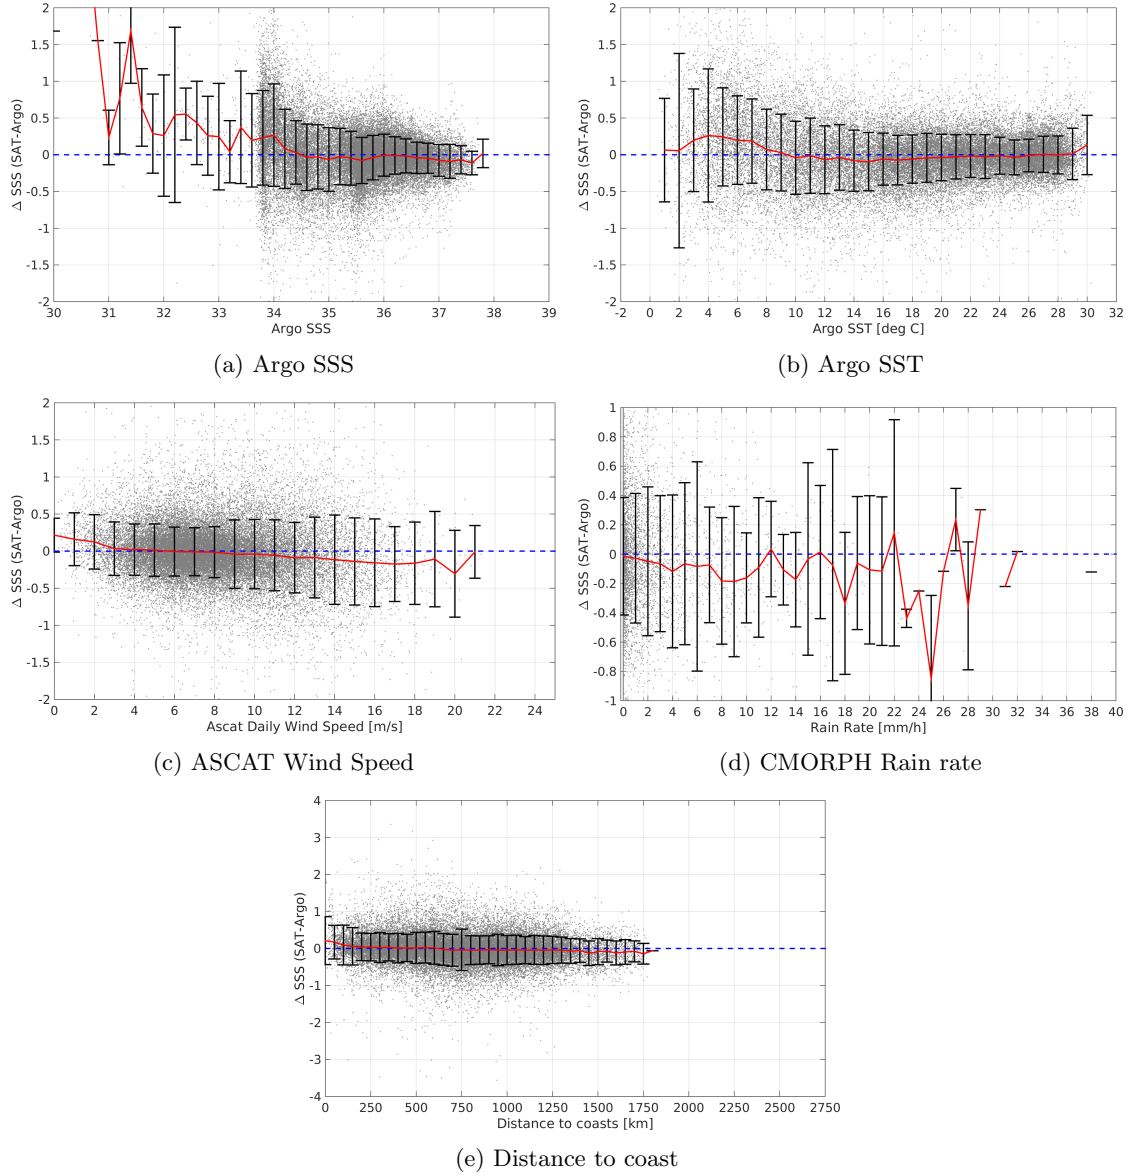 2
1.5
1
0.5
0
-0.5
-1
-1.5
-2
Δ SSS (SAT-Argo)
30 31 32 33 34 35 36 37 38 39
Argo SSS
(a) Argo SSS
2
1.5
1
0.5
0
-0.5
-1
-1.5
-2
Δ SSS (SAT-Argo)
-2 0 2 4 6 8 10 12 14 16 18 20 22 24 26 28 30 32
Argo SST [deg C]
(b) Argo SST
2
1.5
1
0.5
0
-0.5
-1
-1.5
-2
Δ SSS (SAT-Argo)
0 2 4 6 8 10 12 14 16 18 20 22 24
Ascat Daily Wind Speed [m/s]
(c) ASCAT Wind Speed
1
0.8
0.6
0.4
0.2
0
-0.2
-0.4
-0.6
-0.8
-1
Δ SSS (SAT-Argo)
0 2 4 6 8 10 12 14 16 18 20 22 24 26 28 30 32 34 36 38 40
Rain Rate [mm/h]
(d) CMORPH Rain rate
4
3
2
1
0
-1
-2
-3
-4
Δ SSS (SAT-Argo)
0 250 500 750 1000 1250 1500 1750 2000 2250 2500 2750
Distance to coasts [km]
(e) Distance to coast